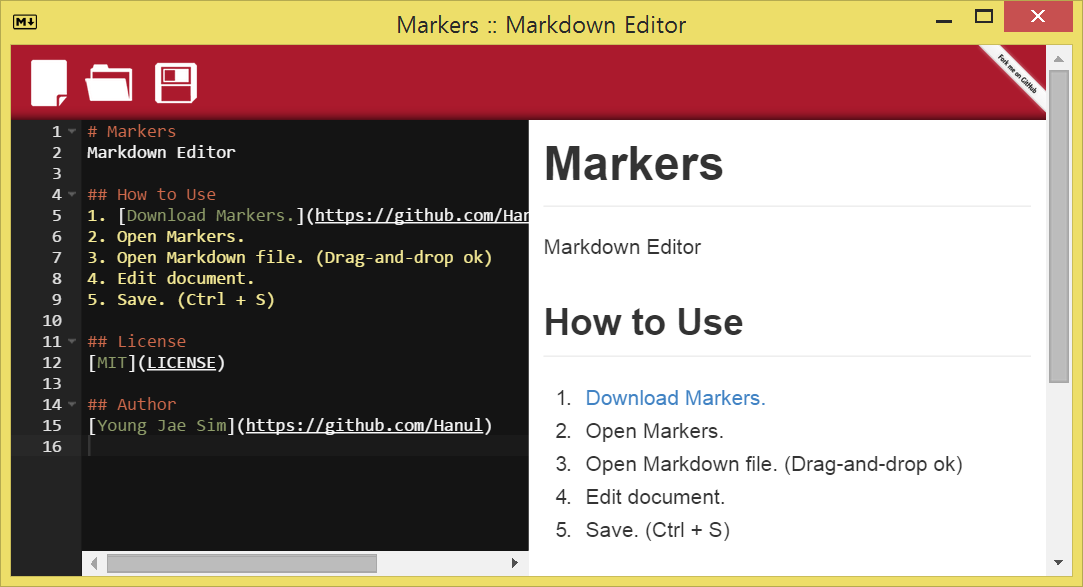 M↓
Markers :: Markdown Editor
Fork me on GitHub
1 # Markers
2 Markdown Editor
3
4 ## How to Use
5 1. [Download Markers.](https://github.com/Han
6 2. Open Markers.
7 3. Open Markdown file. (Drag-and-drop ok)
8 4. Edit document.
9 5. Save. (Ctrl + S)
10
11 ## License
12 [MIT](LICENSE)
13
14 ## Author
15 [Young Jae Sim](https://github.com/Hanul)
16
Markers
Markdown Editor
How to Use
1. Download Markers.
2. Open Markers.
3. Open Markdown file. (Drag-and-drop ok)
4. Edit document.
5. Save. (Ctrl + S)